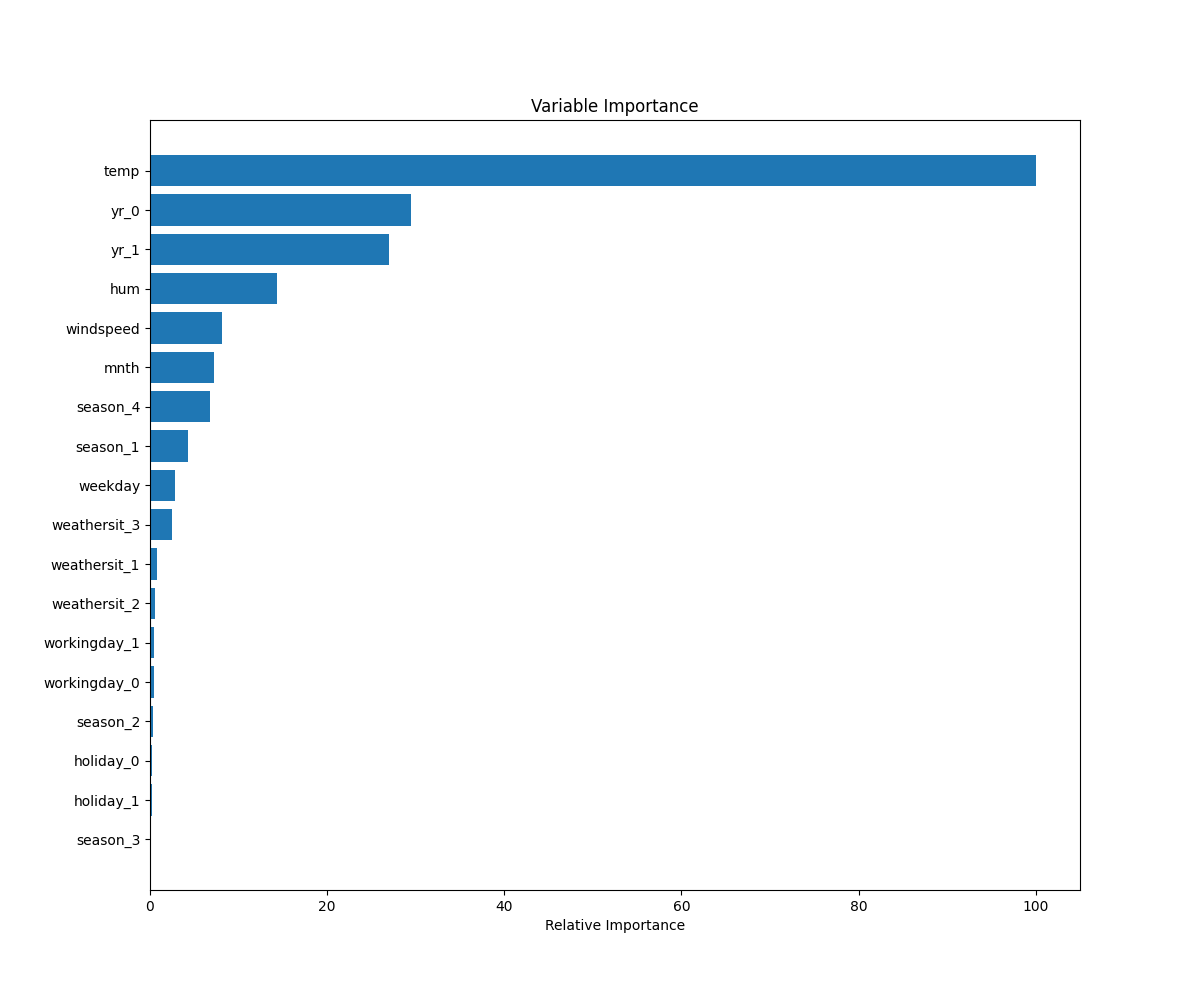 Variable Importance
temp
yr_0
yr_1
hum
windspeed
mnth
season_4
season_1
weekday
weathersit_3
weathersit_1
weathersit_2
workingday_1
workingday_0
season_2
holiday_0
holiday_1
season_3
0 20 40 60 80 100
Relative Importance